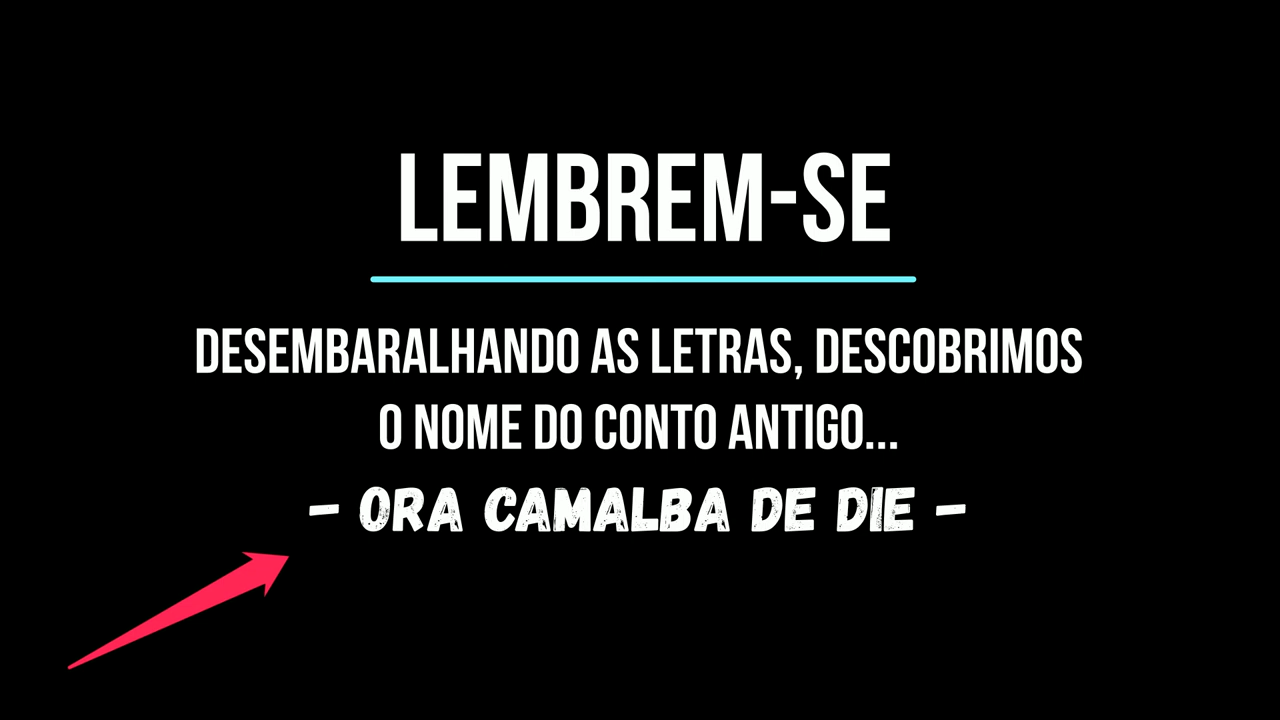 LEMBREM-SE
DESEMBARALHANDO AS LETRAS, DESCOBRIMOS
O NOME DO CONTO ANTIGO...
- ORA CAMALBA DE DIE -